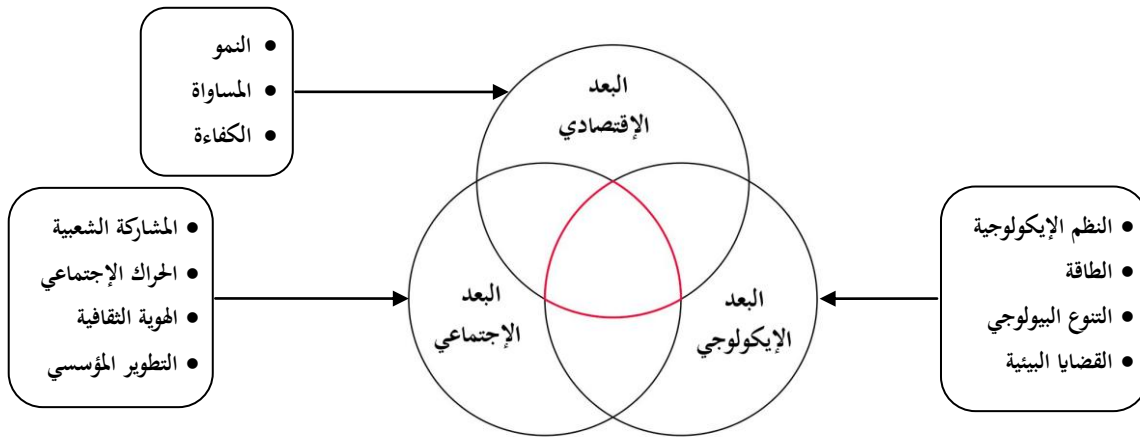 ● النمو
● المساواة
● الكفاءة
البعد
الإقتصادي
● النظم الإيكولوجية
● الطاقة
● التنوع البيولوجي
● القضايا البيئية
البعد
الإيكولوجي
البعد
الإجتماعي
● المشاركة الشعبية
● الحراك الإجتماعي
● الهوية الثقافية
● التطوير المؤسسي